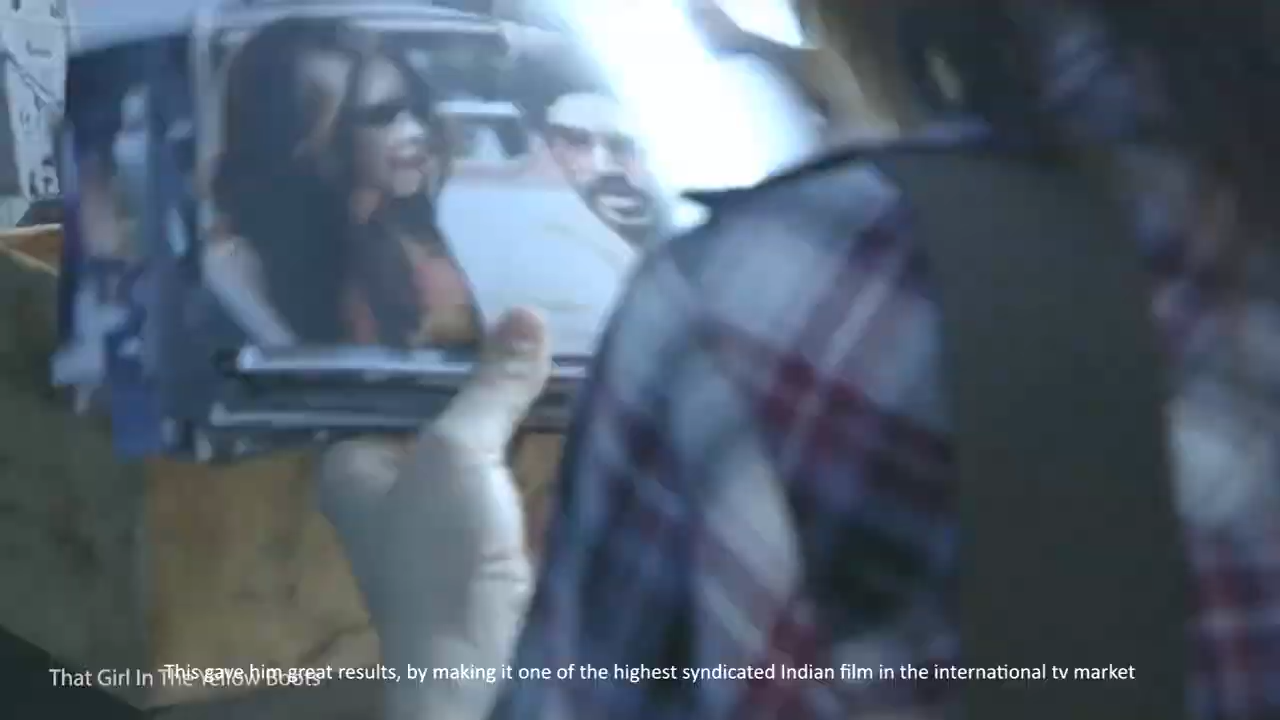 This gave him great results, by making it one of the highest syndicated Indian film in the international tv market
That Girl In The Yellow Boots